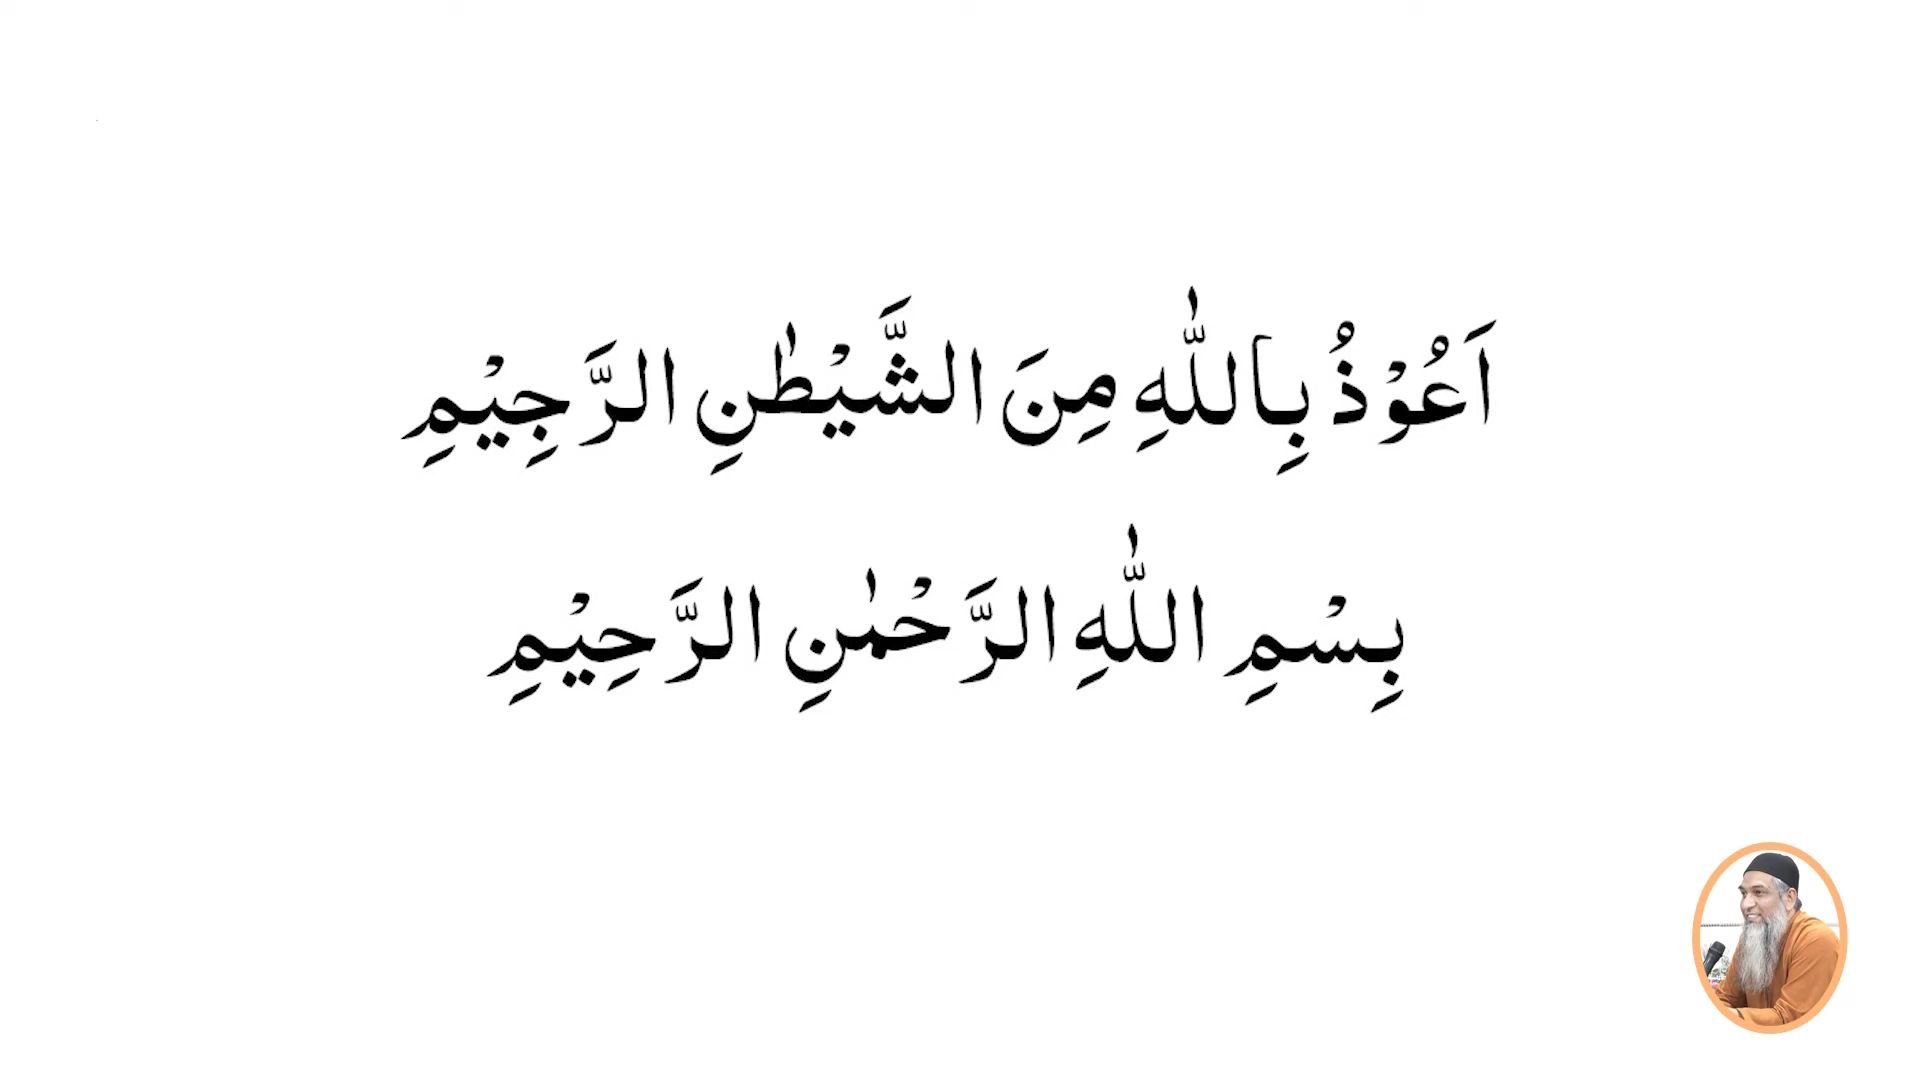 اَعُوْذُ بِاللّٰهِ مِنَ الشَّيْطٰنِ الرَّجِيْمِ
بِسْمِ اللّٰهِ الرَّحْمٰنِ الرَّحِيْمِ